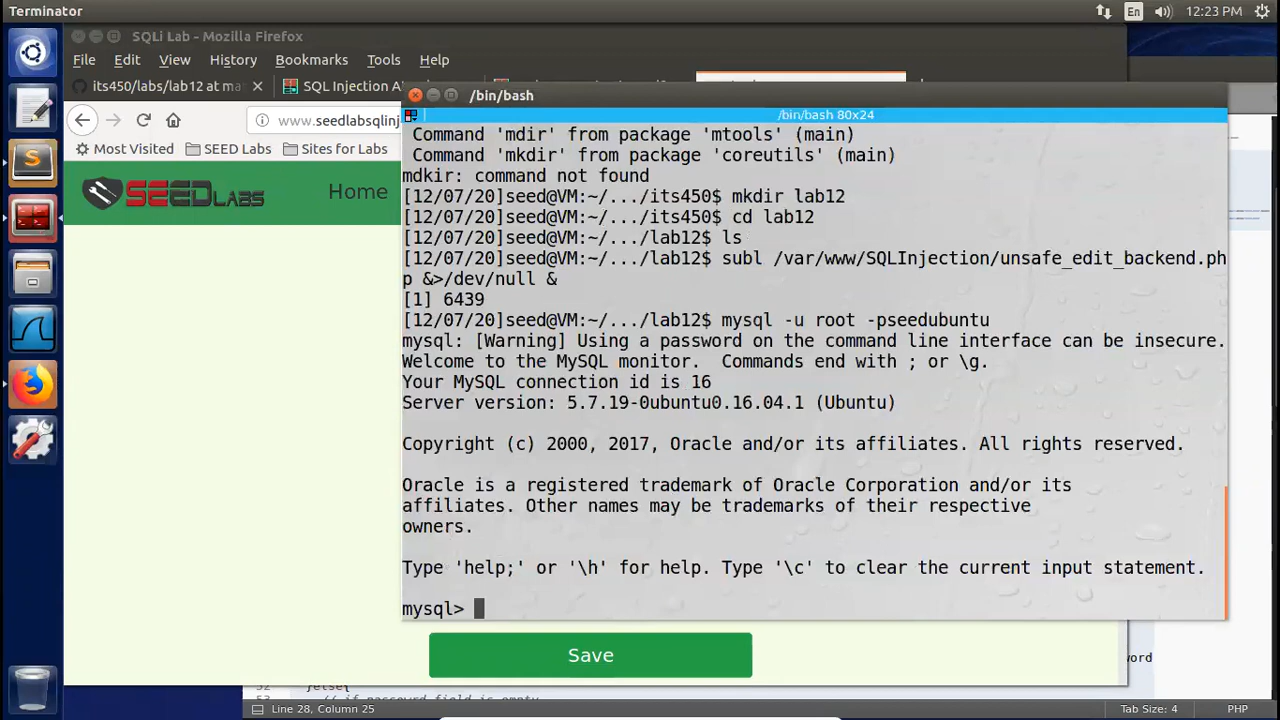 Terminator
En
12:23 PM
SQLi Lab - Mozilla Firefox
File Edit View History Bookmarks Tools Help
its450/labs/lab12 at ma
SQL Injection A
www.seedlabsqlinj
Most Visited SEED Labs Sites for Labs
SEEDLABS Home
/bin/bash
/bin/bash 80x24
Command 'mdir' from package 'mtools' (main)
Command 'mkdir' from package 'coreutils' (main)
mdkir: command not found
[12/07/20]seed@VM:~/.../its450$ mkdir lab12
[12/07/20]seed@VM:~/.../its450$ cd lab12
[12/07/20]seed@VM:~/.../lab12$ ls
[12/07/20]seed@VM:~/.../lab12$ subl /var/www/SQLInjection/unsafe_edit_backend.ph
p &>/dev/null &
[1] 6439
[12/07/20]seed@VM:~/.../lab12$ mysql -u root -pseedubuntu
mysql: [Warning] Using a password on the command line interface can be insecure.
Welcome to the MySQL monitor.  Commands end with ; or \g.
Your MySQL connection id is 16
Server version: 5.7.19-0ubuntu0.16.04.1 (Ubuntu)
Copyright (c) 2000, 2017, Oracle and/or its affiliates. All rights reserved.
Oracle is a registered trademark of Oracle Corporation and/or its
affiliates. Other names may be trademarks of their respective
owners.
Type 'help;' or '\h' for help. Type '\c' to clear the current input statement.
mysql>
Save
word
}else{
Line 28, Column 25
Tab Size: 4 PHP